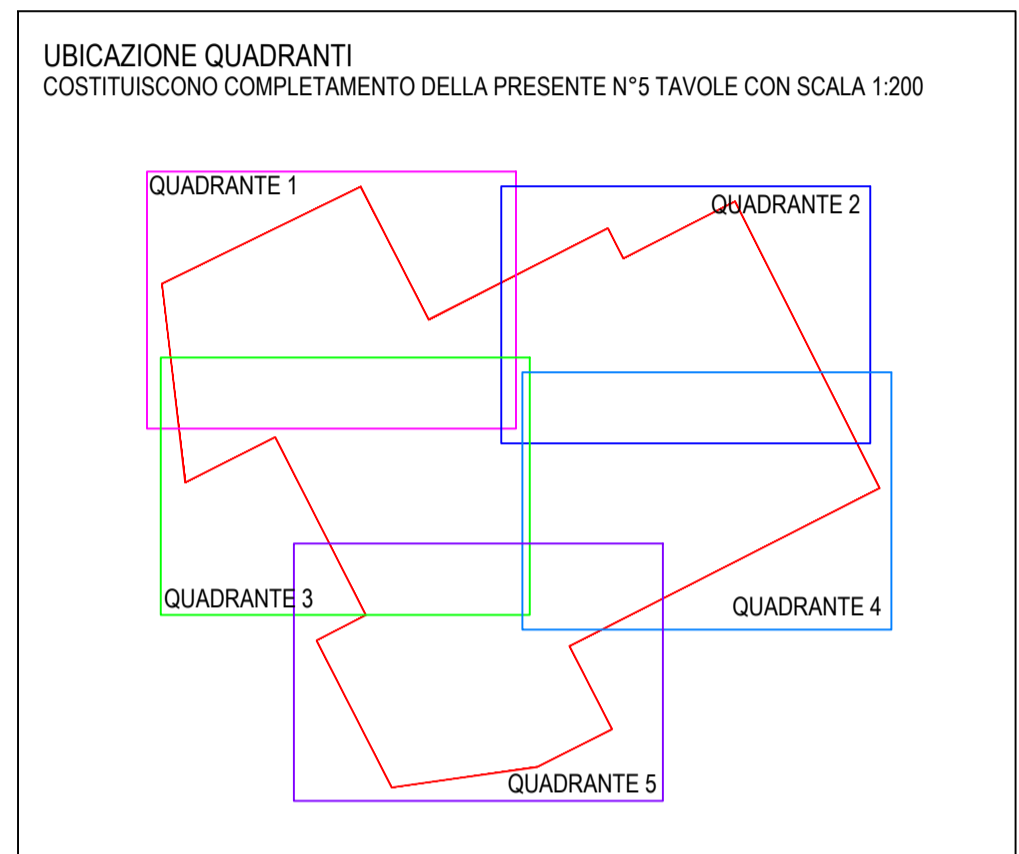 UBICAZIONE QUADRANTI
COSTITUISCONO COMPLETAMENTO DELLA PRESENTE N°5 TAVOLE CON SCALA 1:200
QUADRANTE 1
QUADRANTE 2
QUADRANTE 3
QUADRANTE 4
QUADRANTE 5